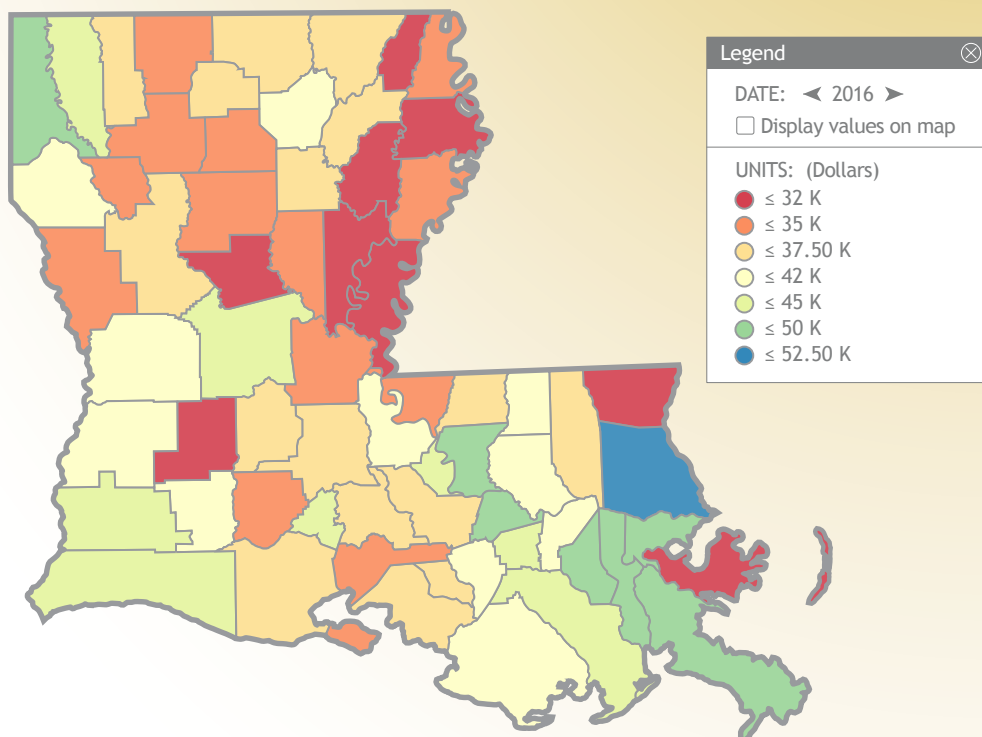 Legend
DATE: 2016
Display values on map
UNITS: (Dollars)
≤ 32 K
≤ 35 K
≤ 37.50 K
≤ 42 K
≤ 45 K
≤ 50 K
≤ 52.50 K